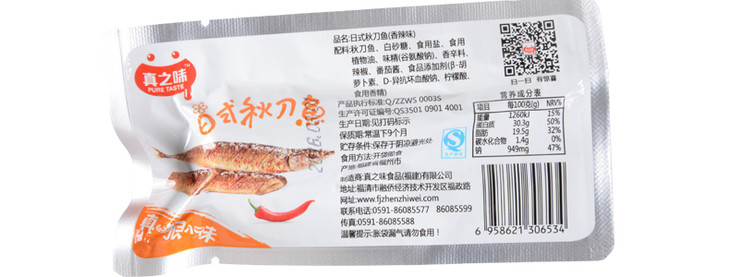 真之味
PURE TASTE
日式秋刀鱼
品名:日式秋刀鱼(香辣味)
配料:秋刀鱼、白砂糖、食用盐、食用
植物油、味精(谷氨酸钠)、香辛料、
辣椒、番茄酱、食品添加剂(β-胡
萝卜素、D-异抗坏血酸钠、柠檬酸、
食用香精)
产品执行标准:Q/ZZWS 0003S
生产许可证编号:QS3501 0901 4001
生产日期:见打码标示
保质期:常温下9个月
贮存条件:保存于阴凉避光处
食用方法:开袋即食
产地:福建省福州市
制造商:真之味食品(福建)有限公司
地址:福清市融侨经济技术开发区福政路
网址:www.fjzhenzhiwei.com
联系电话:0591-86085577 86085599
传真:0591-86085588
温馨提示:胀袋漏气请勿食用!
扫一扫 有惊喜
营养成分表
项目 每100克(g) NRV%
能量 1260kJ 15%
蛋白质 30.3g 50%
脂肪 19.5g 32%
碳水化合物 1.4g 0%
钠 949mg 47%
质量安全
6 958621 306534